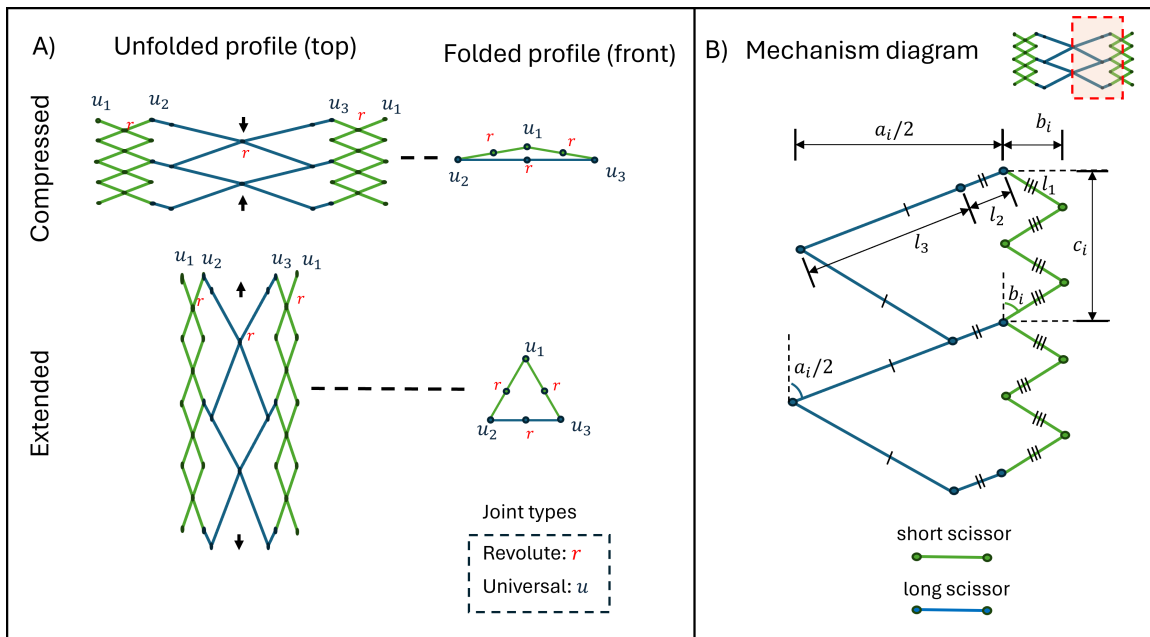 A)
Unfolded profile (top)
Folded profile (front)
Compressed
u1 u2 u3 u1
r r r
u1
r r
u2 r u3
Extended
u1 u2 u3 u1
r r r
u1
r r
u2 r u3
Joint types
Revolute: r
Universal: u
B) Mechanism diagram
ai/2 bi
l1
l2
l3
ci
bi
ai/2
short scissor
long scissor